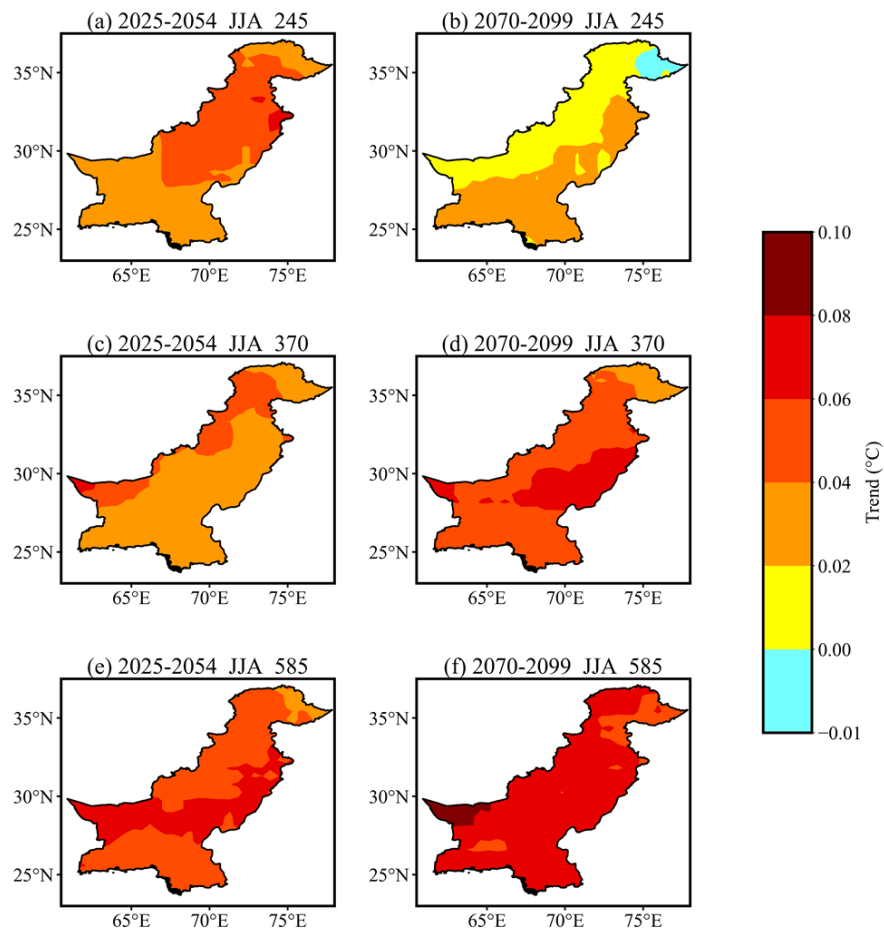 (a) 2025-2054 JJA 245
(b) 2070-2099 JJA 245
35°N
30°N
25°N
35°N
30°N
25°N
65°E 70°E 75°E
65°E 70°E 75°E
(c) 2025-2054 JJA 370
(d) 2070-2099 JJA 370
35°N
30°N
25°N
35°N
30°N
25°N
65°E 70°E 75°E
65°E 70°E 75°E
(e) 2025-2054 JJA 585
(f) 2070-2099 JJA 585
35°N
30°N
25°N
35°N
30°N
25°N
65°E 70°E 75°E
65°E 70°E 75°E
0.10
0.08
0.06
0.04
0.02
0.00
−0.01
Trend (°C)